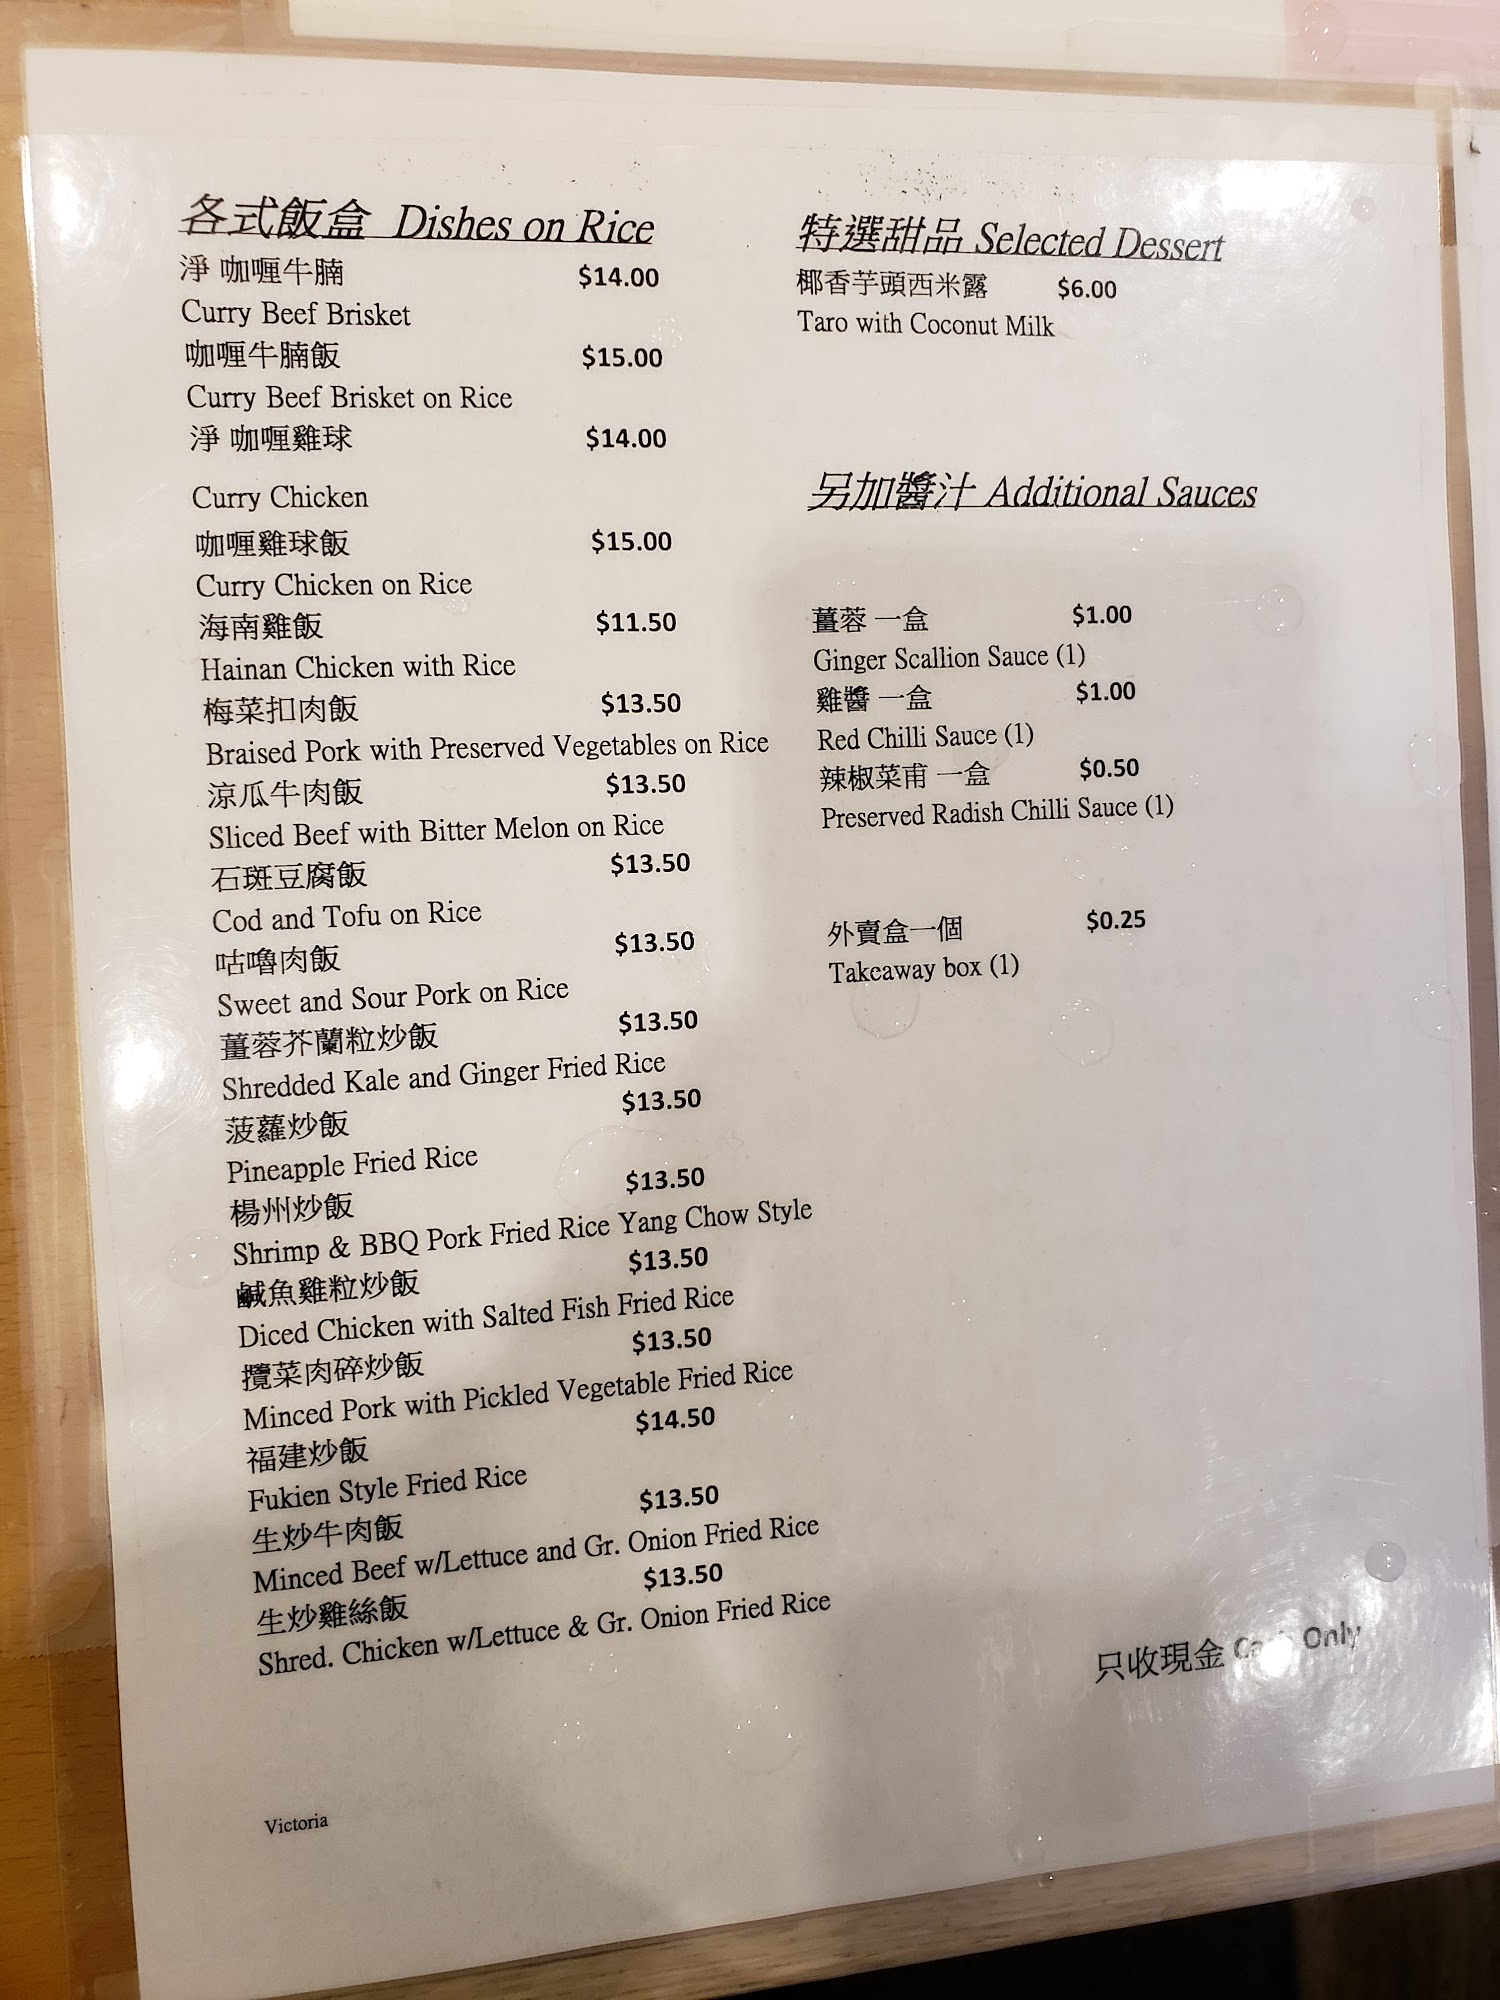 各式飯盒 Dishes on Rice
淨 咖喱牛腩 $14.00
Curry Beef Brisket
咖喱牛腩飯 $15.00
Curry Beef Brisket on Rice
淨 咖喱雞球 $14.00
Curry Chicken
咖喱雞球飯 $15.00
Curry Chicken on Rice
海南雞飯 $11.50
Hainan Chicken with Rice
梅菜扣肉飯 $13.50
Braised Pork with Preserved Vegetables on Rice
涼瓜牛肉飯 $13.50
Sliced Beef with Bitter Melon on Rice
石斑豆腐飯 $13.50
Cod and Tofu on Rice
咕嚕肉飯 $13.50
Sweet and Sour Pork on Rice
薑蓉芥蘭粒炒飯 $13.50
Shredded Kale and Ginger Fried Rice
菠蘿炒飯 $13.50
Pineapple Fried Rice
楊州炒飯 $13.50
Shrimp & BBQ Pork Fried Rice Yang Chow Style
鹹魚雞粒炒飯 $13.50
Diced Chicken with Salted Fish Fried Rice
攬菜肉碎炒飯 $13.50
Minced Pork with Pickled Vegetable Fried Rice
福建炒飯 $14.50
Fukien Style Fried Rice
生炒牛肉飯 $13.50
Minced Beef w/Lettuce and Gr. Onion Fried Rice
生炒雞絲飯 $13.50
Shred. Chicken w/Lettuce & Gr. Onion Fried Rice
Victoria
特選甜品 Selected Dessert
椰香芋頭西米露 $6.00
Taro with Coconut Milk
另加醬汁 Additional Sauces
薑蓉 一盒 $1.00
Ginger Scallion Sauce (1)
雞醬 一盒 $1.00
Red Chilli Sauce (1)
辣椒菜甫 一盒 $0.50
Preserved Radish Chilli Sauce (1)
外賣盒一個 $0.25
Takeaway box (1)
只收現金 Cash Only